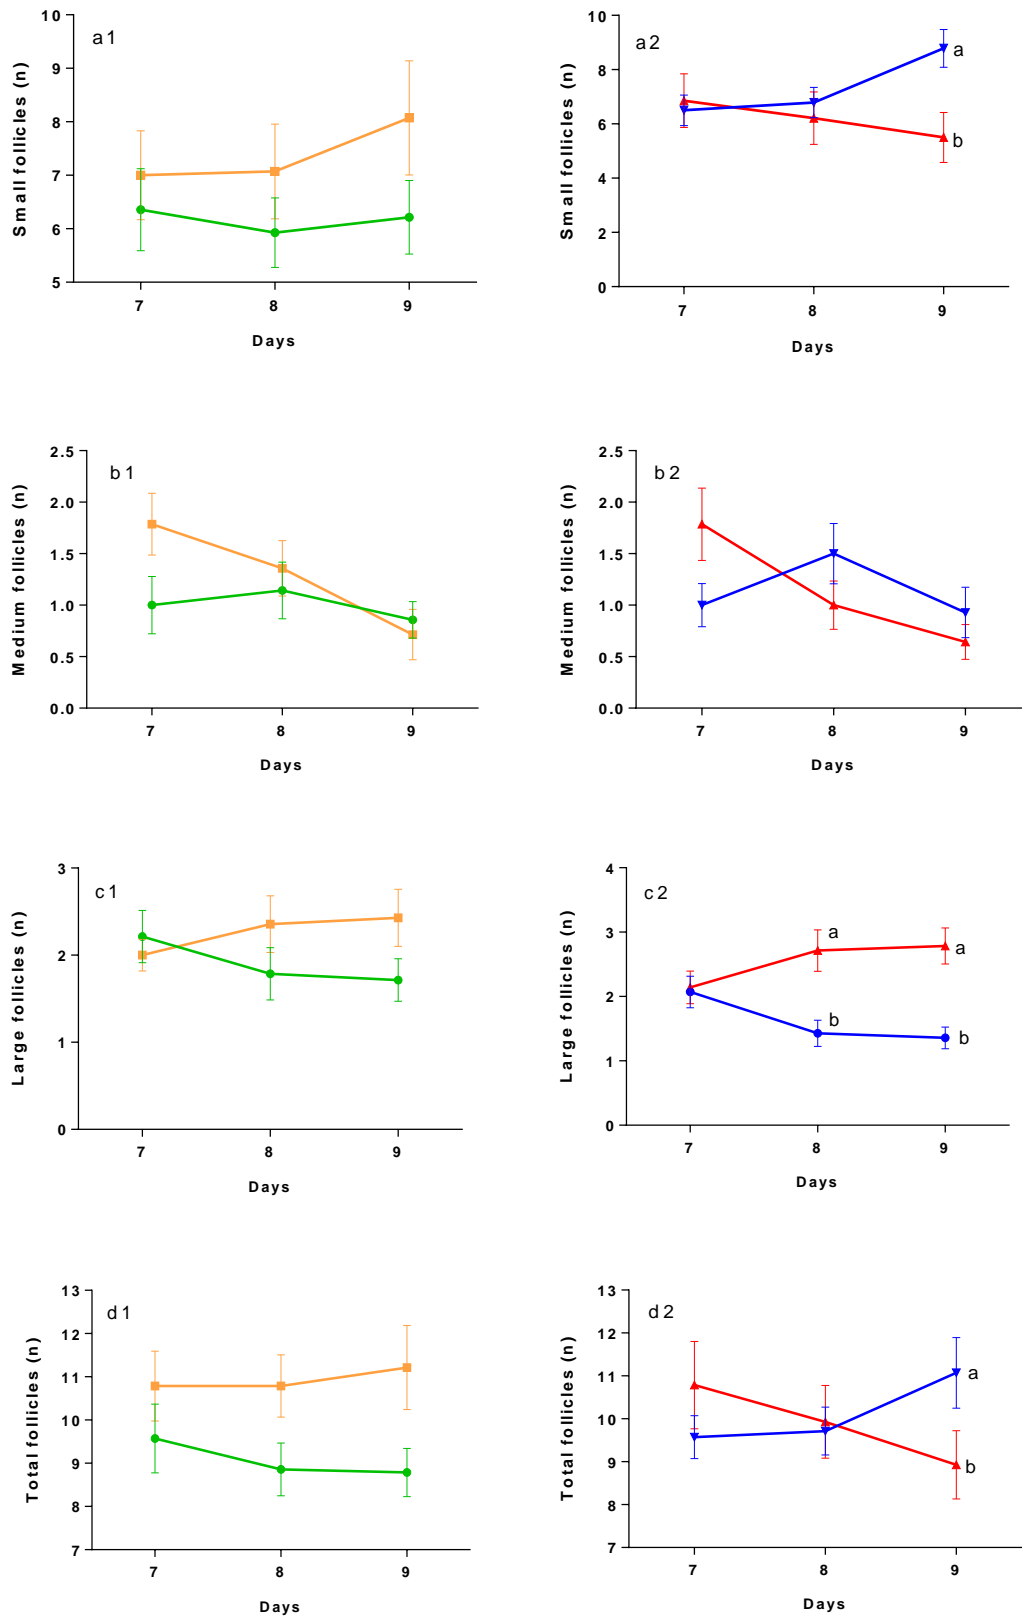 a1
Small follicles (n)
10
9
8
7
6
5
7 8 9
Days
a2
Small follicles (n)
10
8
6
4
2
0
a
b
7 8 9
Days
b1
Medium follicles (n)
2.5
2.0
1.5
1.0
0.5
0.0
7 8 9
Days
b2
Medium follicles (n)
2.5
2.0
1.5
1.0
0.5
0.0
7 8 9
Days
c1
Large follicles (n)
3
2
1
0
7 8 9
Days
c2
Large follicles (n)
4
3
2
1
0
a
a
b
b
7 8 9
Days
d1
Total follicles (n)
13
12
11
10
9
8
7
7 8 9
Days
d2
Total follicles (n)
13
12
11
10
9
8
7
a
b
7 8 9
Days